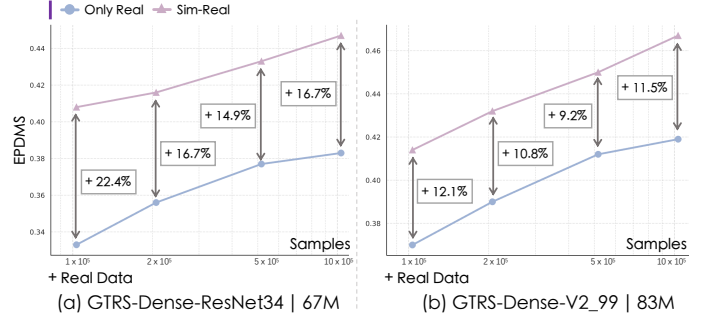 Only Real Sim-Real
EPDMS
0.44
0.42
0.40
0.38
0.36
0.34
+ 22.4%
+ 16.7%
+ 14.9%
+ 16.7%
Samples
1 x 10⁵ 2 x 10⁵ 5 x 10⁵ 10 x 10⁵
+ Real Data
(a) GTRS-Dense-ResNet34 | 67M
0.46
0.44
0.42
0.40
0.38
+ 12.1%
+ 10.8%
+ 9.2%
+ 11.5%
Samples
1 x 10⁵ 2 x 10⁵ 5 x 10⁵ 10 x 10⁵
+ Real Data
(b) GTRS-Dense-V2_99 | 83M